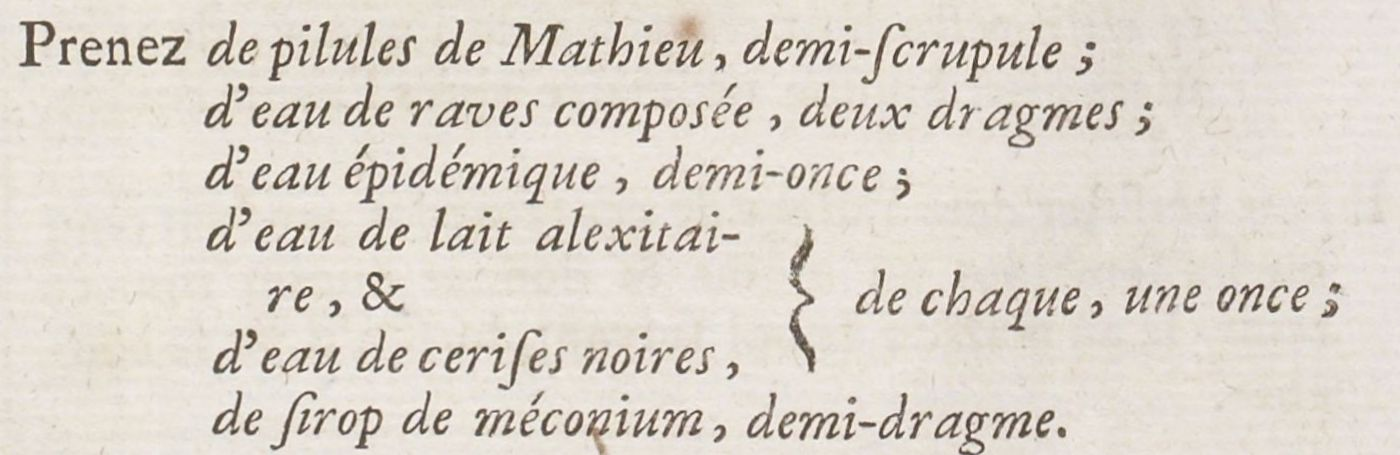 Prenez de pilules de Mathieu, demi-ſcrupule ;
d'eau de raves composée, deux dragmes ;
d'eau épidémique, demi-once ;
d'eau de lait alexitai-
re, &
de chaque, une once ;
d'eau de ceriſes noires,
de ſirop de méconium, demi-dragme.